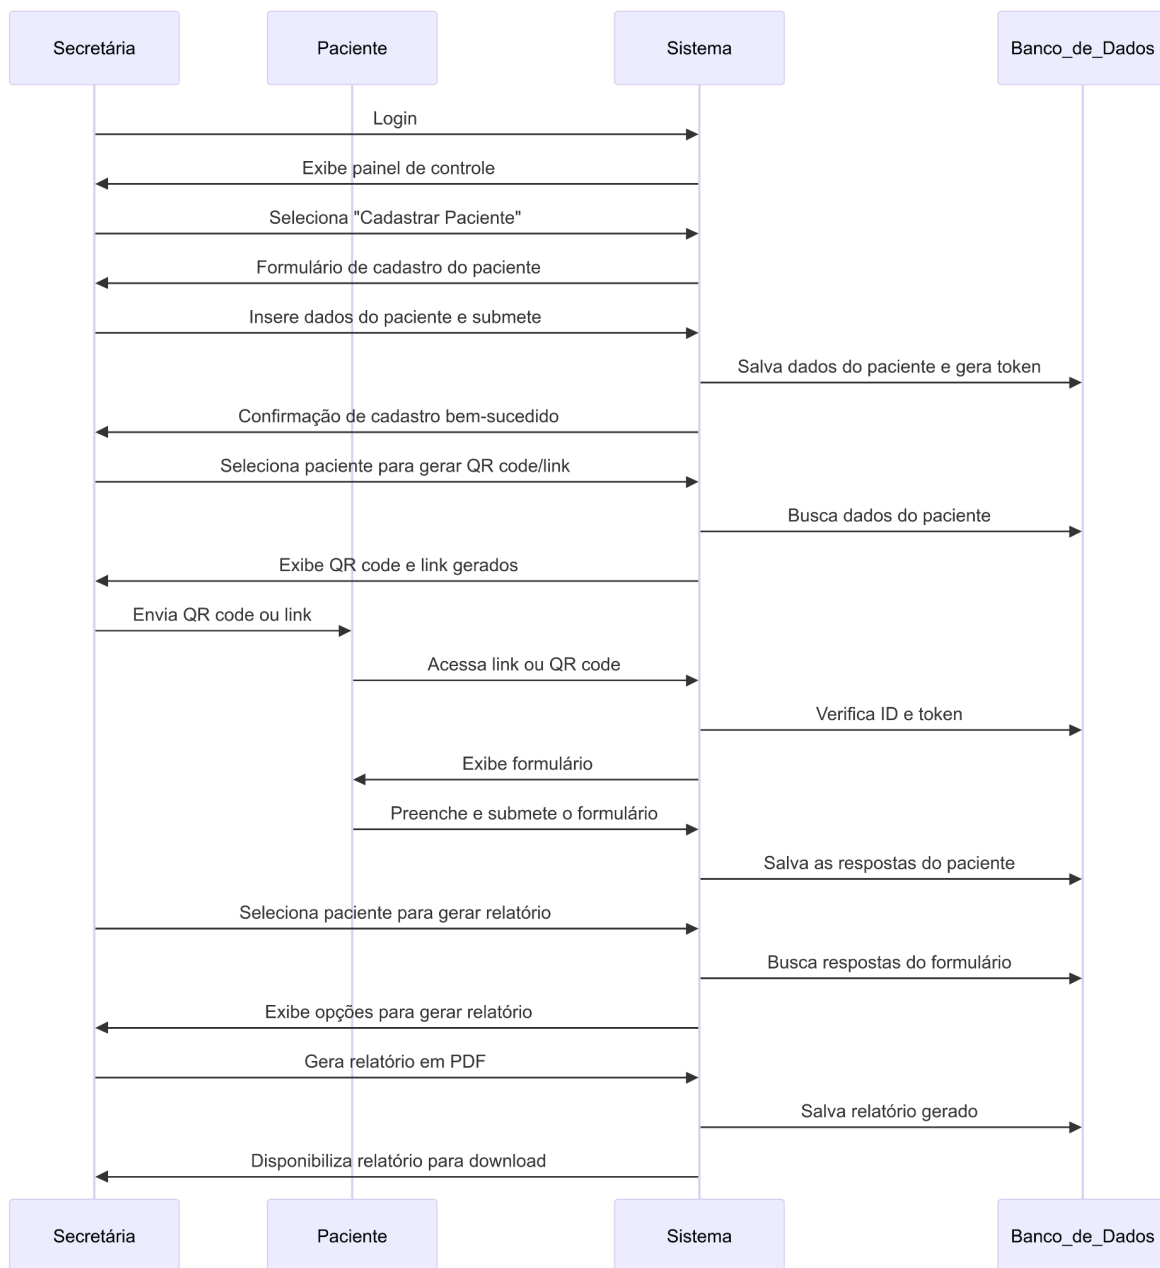 Secretária
Paciente
Sistema
Banco_de_Dados
Login
Exibe painel de controle
Seleciona "Cadastrar Paciente"
Formulário de cadastro do paciente
Insere dados do paciente e submete
Salva dados do paciente e gera token
Confirmação de cadastro bem-sucedido
Seleciona paciente para gerar QR code/link
Busca dados do paciente
Exibe QR code e link gerados
Envia QR code ou link
Acessa link ou QR code
Verifica ID e token
Exibe formulário
Preenche e submete o formulário
Salva as respostas do paciente
Seleciona paciente para gerar relatório
Busca respostas do formulário
Exibe opções para gerar relatório
Gera relatório em PDF
Salva relatório gerado
Disponibiliza relatório para download
Secretária
Paciente
Sistema
Banco_de_Dados